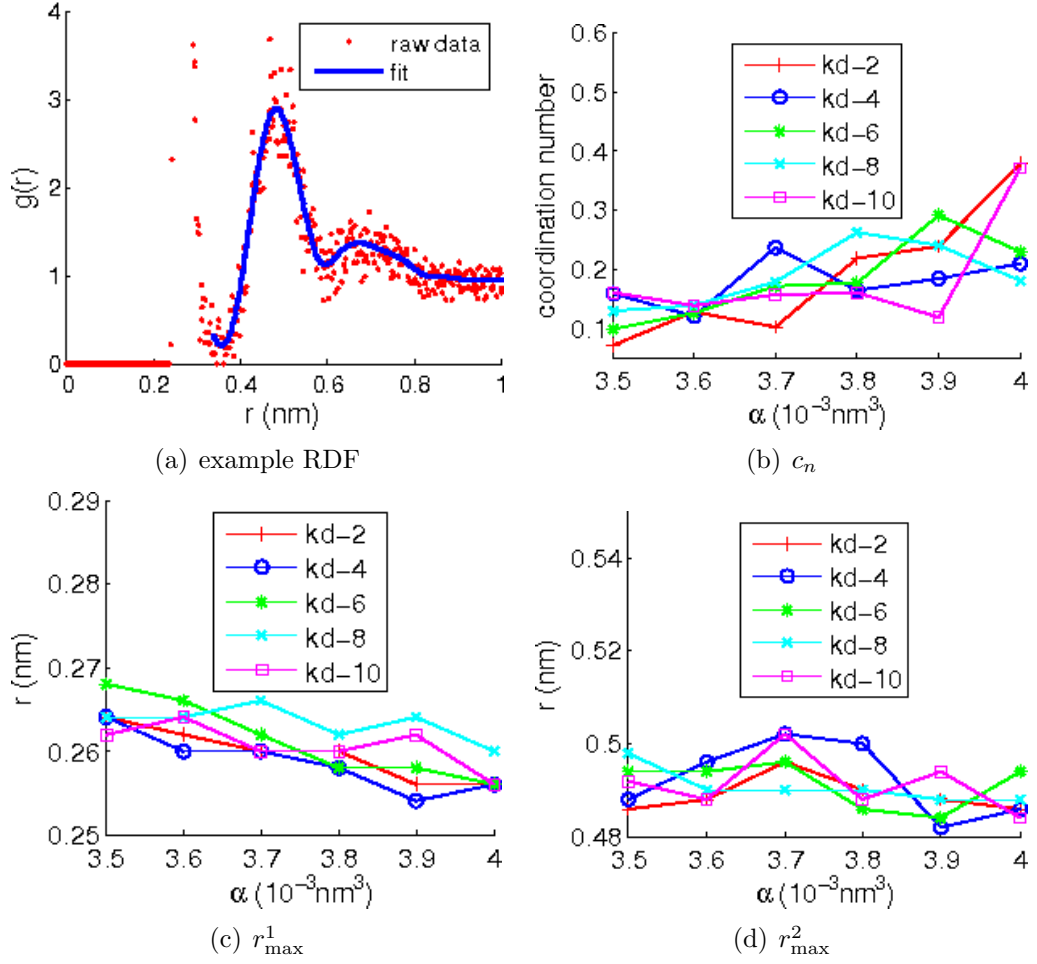 4
3
2
1
0
g(r)
raw data
fit
0 0.2 0.4 0.6 0.8 1
r (nm)
(a) example RDF
0.6
0.5
0.4
0.3
0.2
0.1
coordination number
kd-2
kd-4
kd-6
kd-8
kd-10
3.5 3.6 3.7 3.8 3.9 4
α (10⁻³nm³)
(b) cₙ
0.29
0.28
0.27
0.26
0.25
r (nm)
kd-2
kd-4
kd-6
kd-8
kd-10
3.5 3.6 3.7 3.8 3.9 4
α (10⁻³nm³)
(c) r¹max
0.54
0.52
0.5
0.48
r (nm)
kd-2
kd-4
kd-6
kd-8
kd-10
3.5 3.6 3.7 3.8 3.9 4
α (10⁻³nm³)
(d) r²max